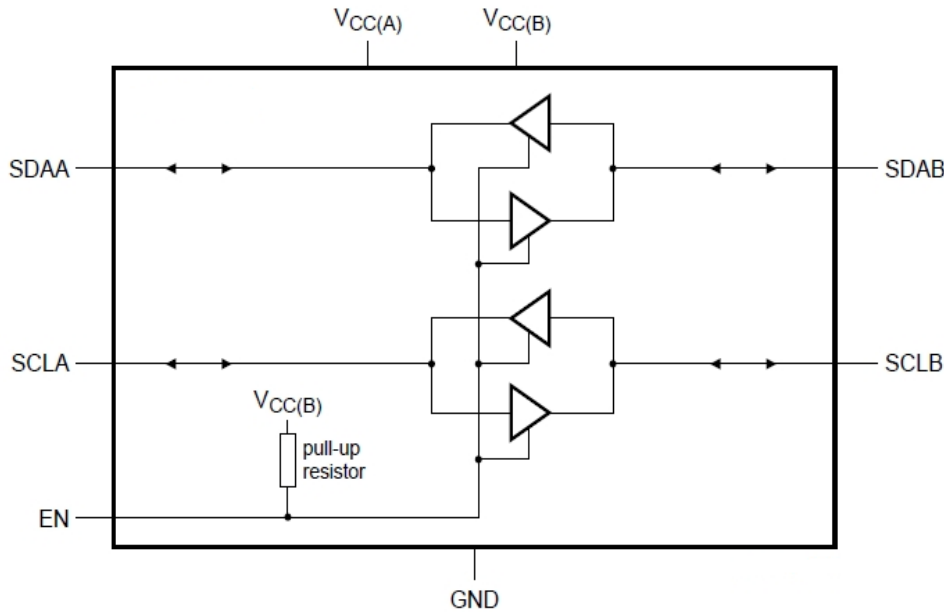 VCC(A)
VCC(B)
SDAA
SDAB
SCLA
SCLB
VCC(B)
pull-up
resistor
EN
GND